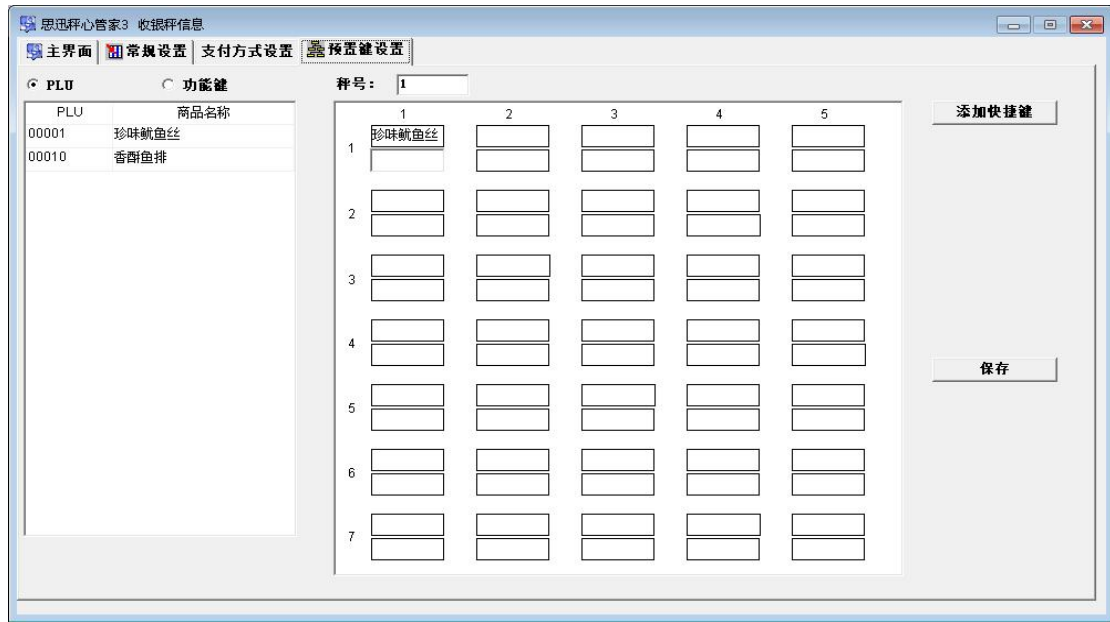 思迅秤心管家3 收银秤信息
主界面 常规设置 支付方式设置 预置键设置
PLU 功能键 秤号： 1
PLU 商品名称
00001 珍味鱿鱼丝
00010 香酥鱼排
1 2 3 4 5
1 珍味鱿鱼丝
2
3
4
5
6
7
添加快捷键
保存